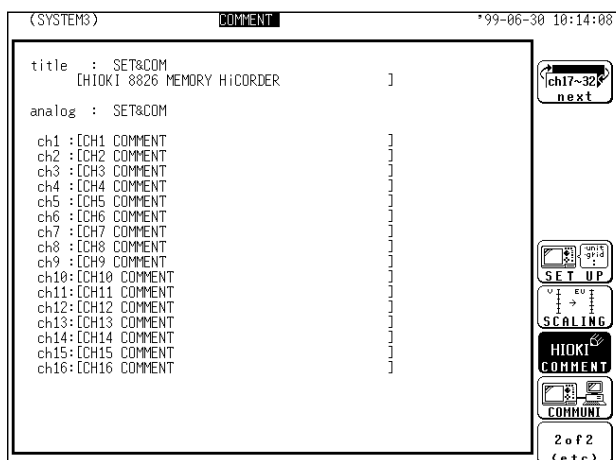 (SYSTEM3) COMMENT '99-06-30 10:14:08
title : SET&COM
[HIOKI 8826 MEMORY HiCORDER ]
analog : SET&COM
ch1 :[CH1 COMMENT ]
ch2 :[CH2 COMMENT ]
ch3 :[CH3 COMMENT ]
ch4 :[CH4 COMMENT ]
ch5 :[CH5 COMMENT ]
ch6 :[CH6 COMMENT ]
ch7 :[CH7 COMMENT ]
ch8 :[CH8 COMMENT ]
ch9 :[CH9 COMMENT ]
ch10:[CH10 COMMENT ]
ch11:[CH11 COMMENT ]
ch12:[CH12 COMMENT ]
ch13:[CH13 COMMENT ]
ch14:[CH14 COMMENT ]
ch15:[CH15 COMMENT ]
ch16:[CH16 COMMENT ]
ch17~32
next
unit
grid
SET UP
V EU
SCALING
HIOKI
COMMENT
COMMUNI
2of2
(etc)